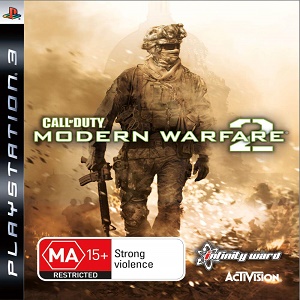 PLAYSTATION 3
CALL OF DUTY
MODERN WARFARE 2
MA 15+
RESTRICTED
Strong
violence
infinity ward
ACTIVISION